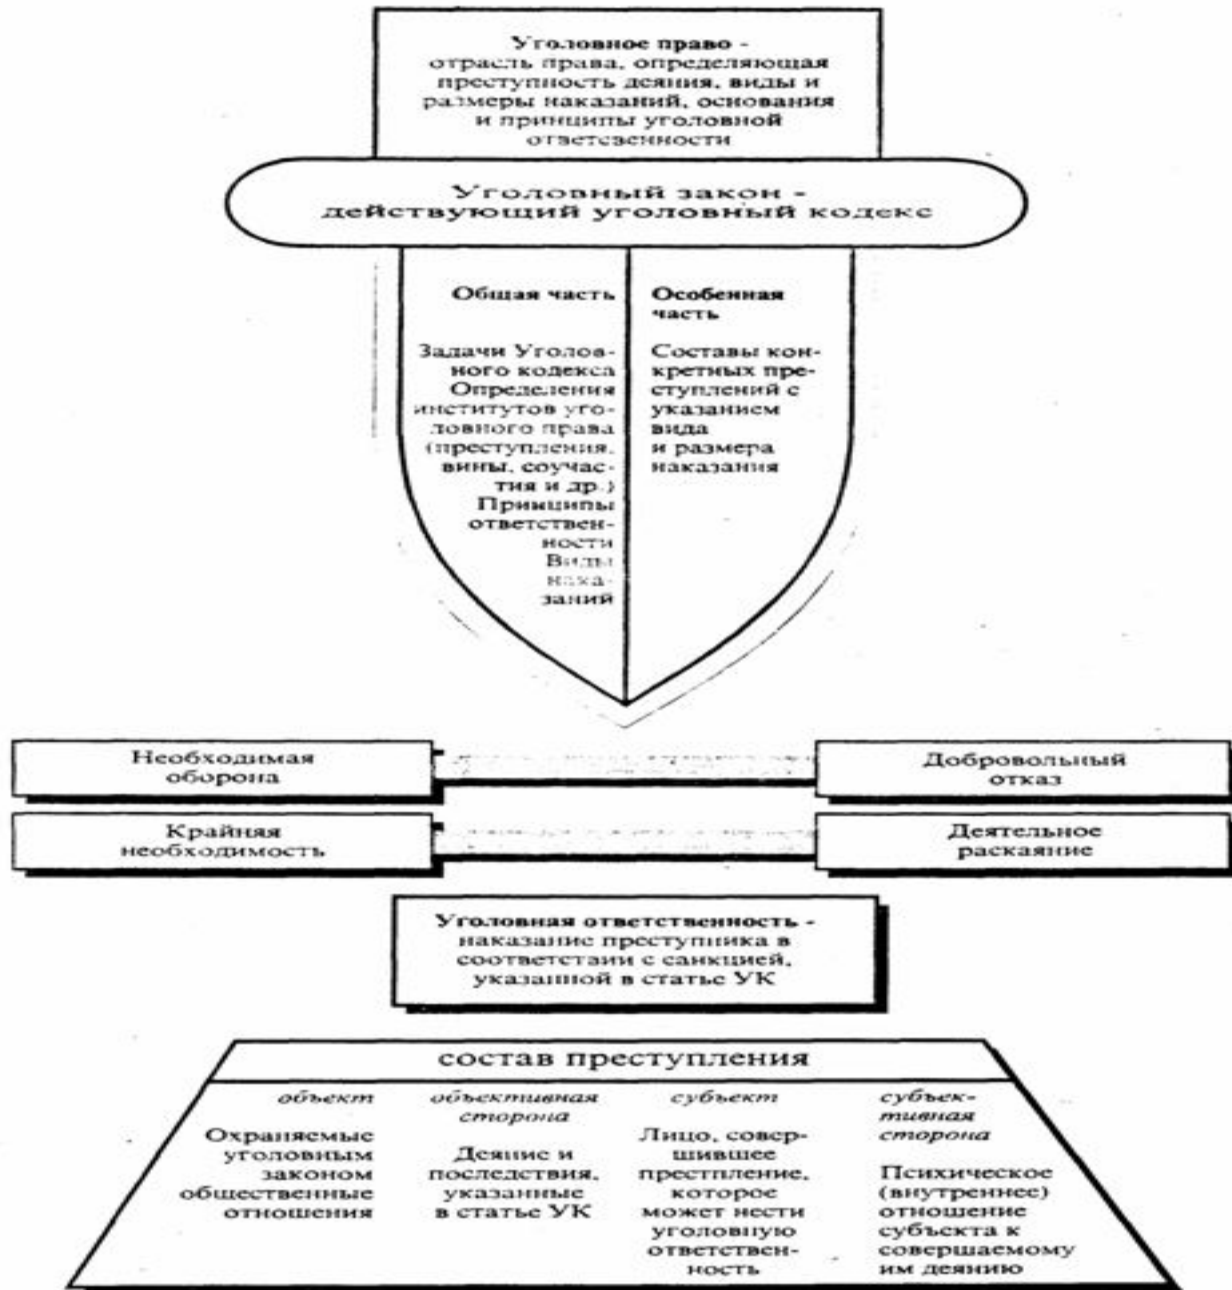 Уголовное право -
отрасль права, определяющая
преступность деяния, виды и
размеры наказаний, основания
и принципы уголовной
ответсвенности
Уголовный закон -
действующий уголовный кодекс
Общая часть
Задачи Уголов-
ного кодекса
Определения
институтов уго-
ловного права
(преступления,
вины, соучас-
тия и др.)
Принципы
ответствен-
ности
Виды
нака-
заний
Особенная
часть
Составы кон-
кретных пре-
ступлений с
указанием
вида
и размера
наказания
Необходимая
оборона
Добровольный
отказ
Крайняя
необходимость
Деятельное
раскаяние
Уголовная ответственность -
наказание преступника в
соответствии с санкцией,
указанной в статье УК
состав преступления
объект
Охраняемые
уголовным
законом
общественные
отношения
объективная
сторона
Деяние и
последствия,
указанные
в статье УК
субъект
Лицо, совер-
шившее
престпление,
которое
может нести
уголовную
ответствен-
ность
субъек-
тивная
сторона
Психическое
(внутреннее)
отношение
субъекта к
совершаемому
им деянию